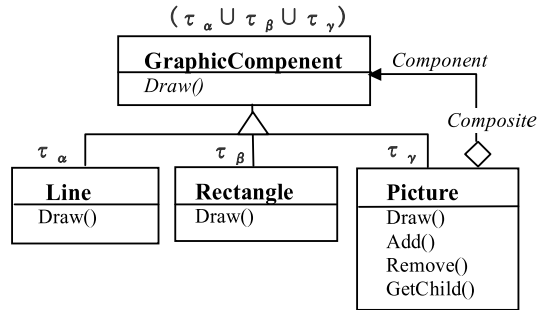 ( τ α ∪ τ β ∪ τ γ )
GraphicCompenent
Draw()
Component
Composite
τ α
τ β
τ γ
Line
Draw()
Rectangle
Draw()
Picture
Draw()
Add()
Remove()
GetChild()